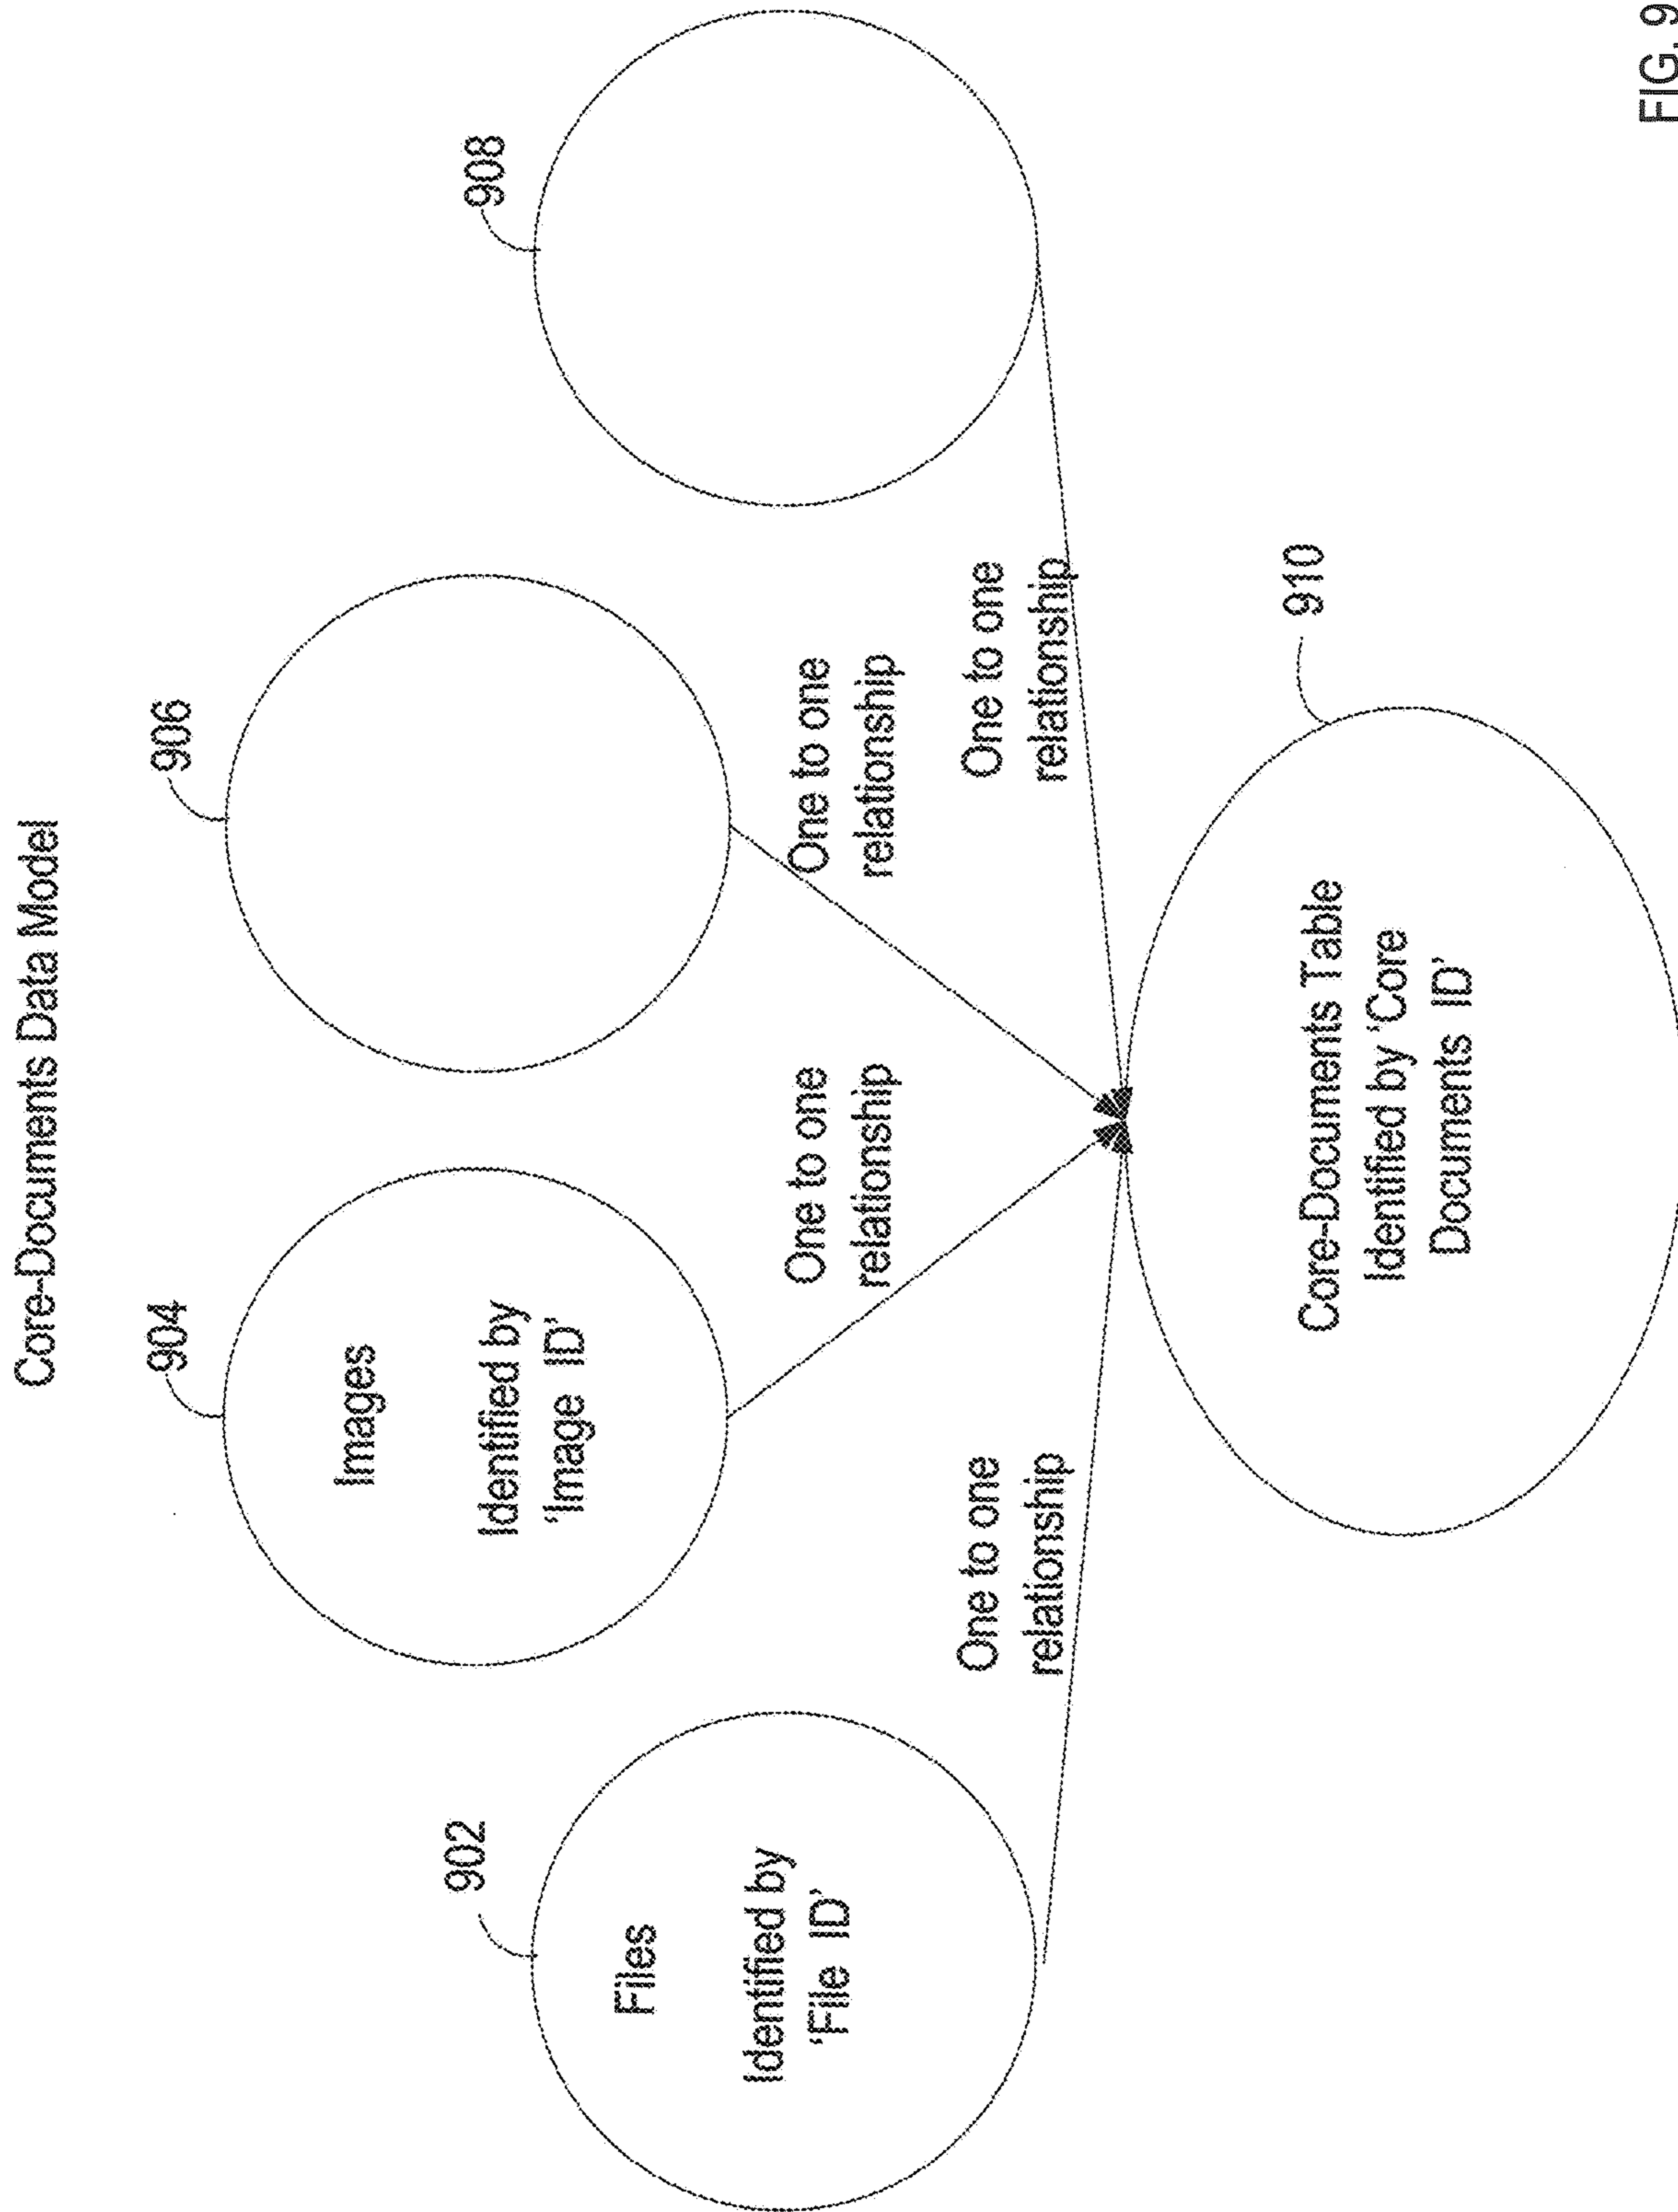 Core-Documents Data Model
904
906
Images
Identified by
'Image ID'
902
908
Files
Identified by
'File ID'
One to one
relationship
One to one
relationship
One to one
relationship
One to one
relationship
910
Core-Documents Table
Identified by 'Core
Documents ID'
FIG. 9